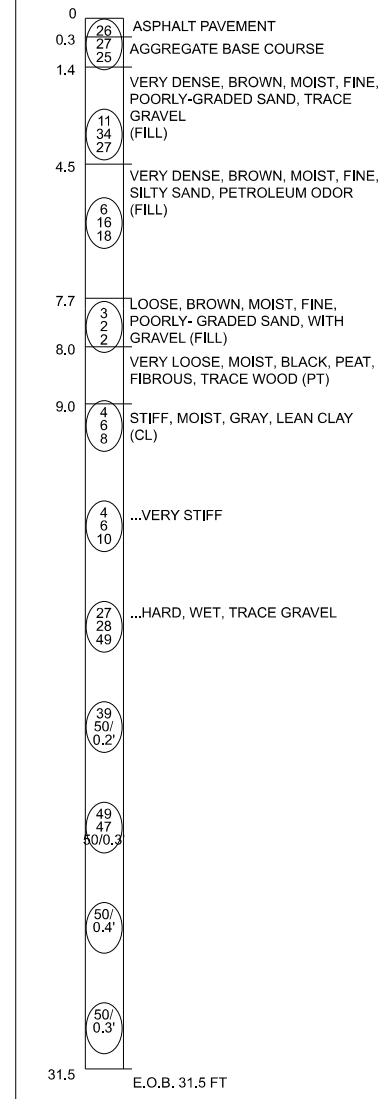 0
26
ASPHALT PAVEMENT
0.3
27
25
AGGREGATE BASE COURSE
1.4
VERY DENSE, BROWN, MOIST, FINE,
POORLY-GRADED SAND, TRACE
GRAVEL
(FILL)
11
34
27
4.5
VERY DENSE, BROWN, MOIST, FINE,
SILTY SAND, PETROLEUM ODOR
(FILL)
6
16
18
7.7
LOOSE, BROWN, MOIST, FINE,
POORLY- GRADED SAND, WITH
GRAVEL (FILL)
3
2
2
8.0
VERY LOOSE, MOIST, BLACK, PEAT,
FIBROUS, TRACE WOOD (PT)
9.0
4
6
8
STIFF, MOIST, GRAY, LEAN CLAY
(CL)
4
6
10
...VERY STIFF
27
28
49
...HARD, WET, TRACE GRAVEL
39
50/
0.2'
49
47
50/0.3'
50/
0.4'
50/
0.3'
31.5
E.O.B. 31.5 FT